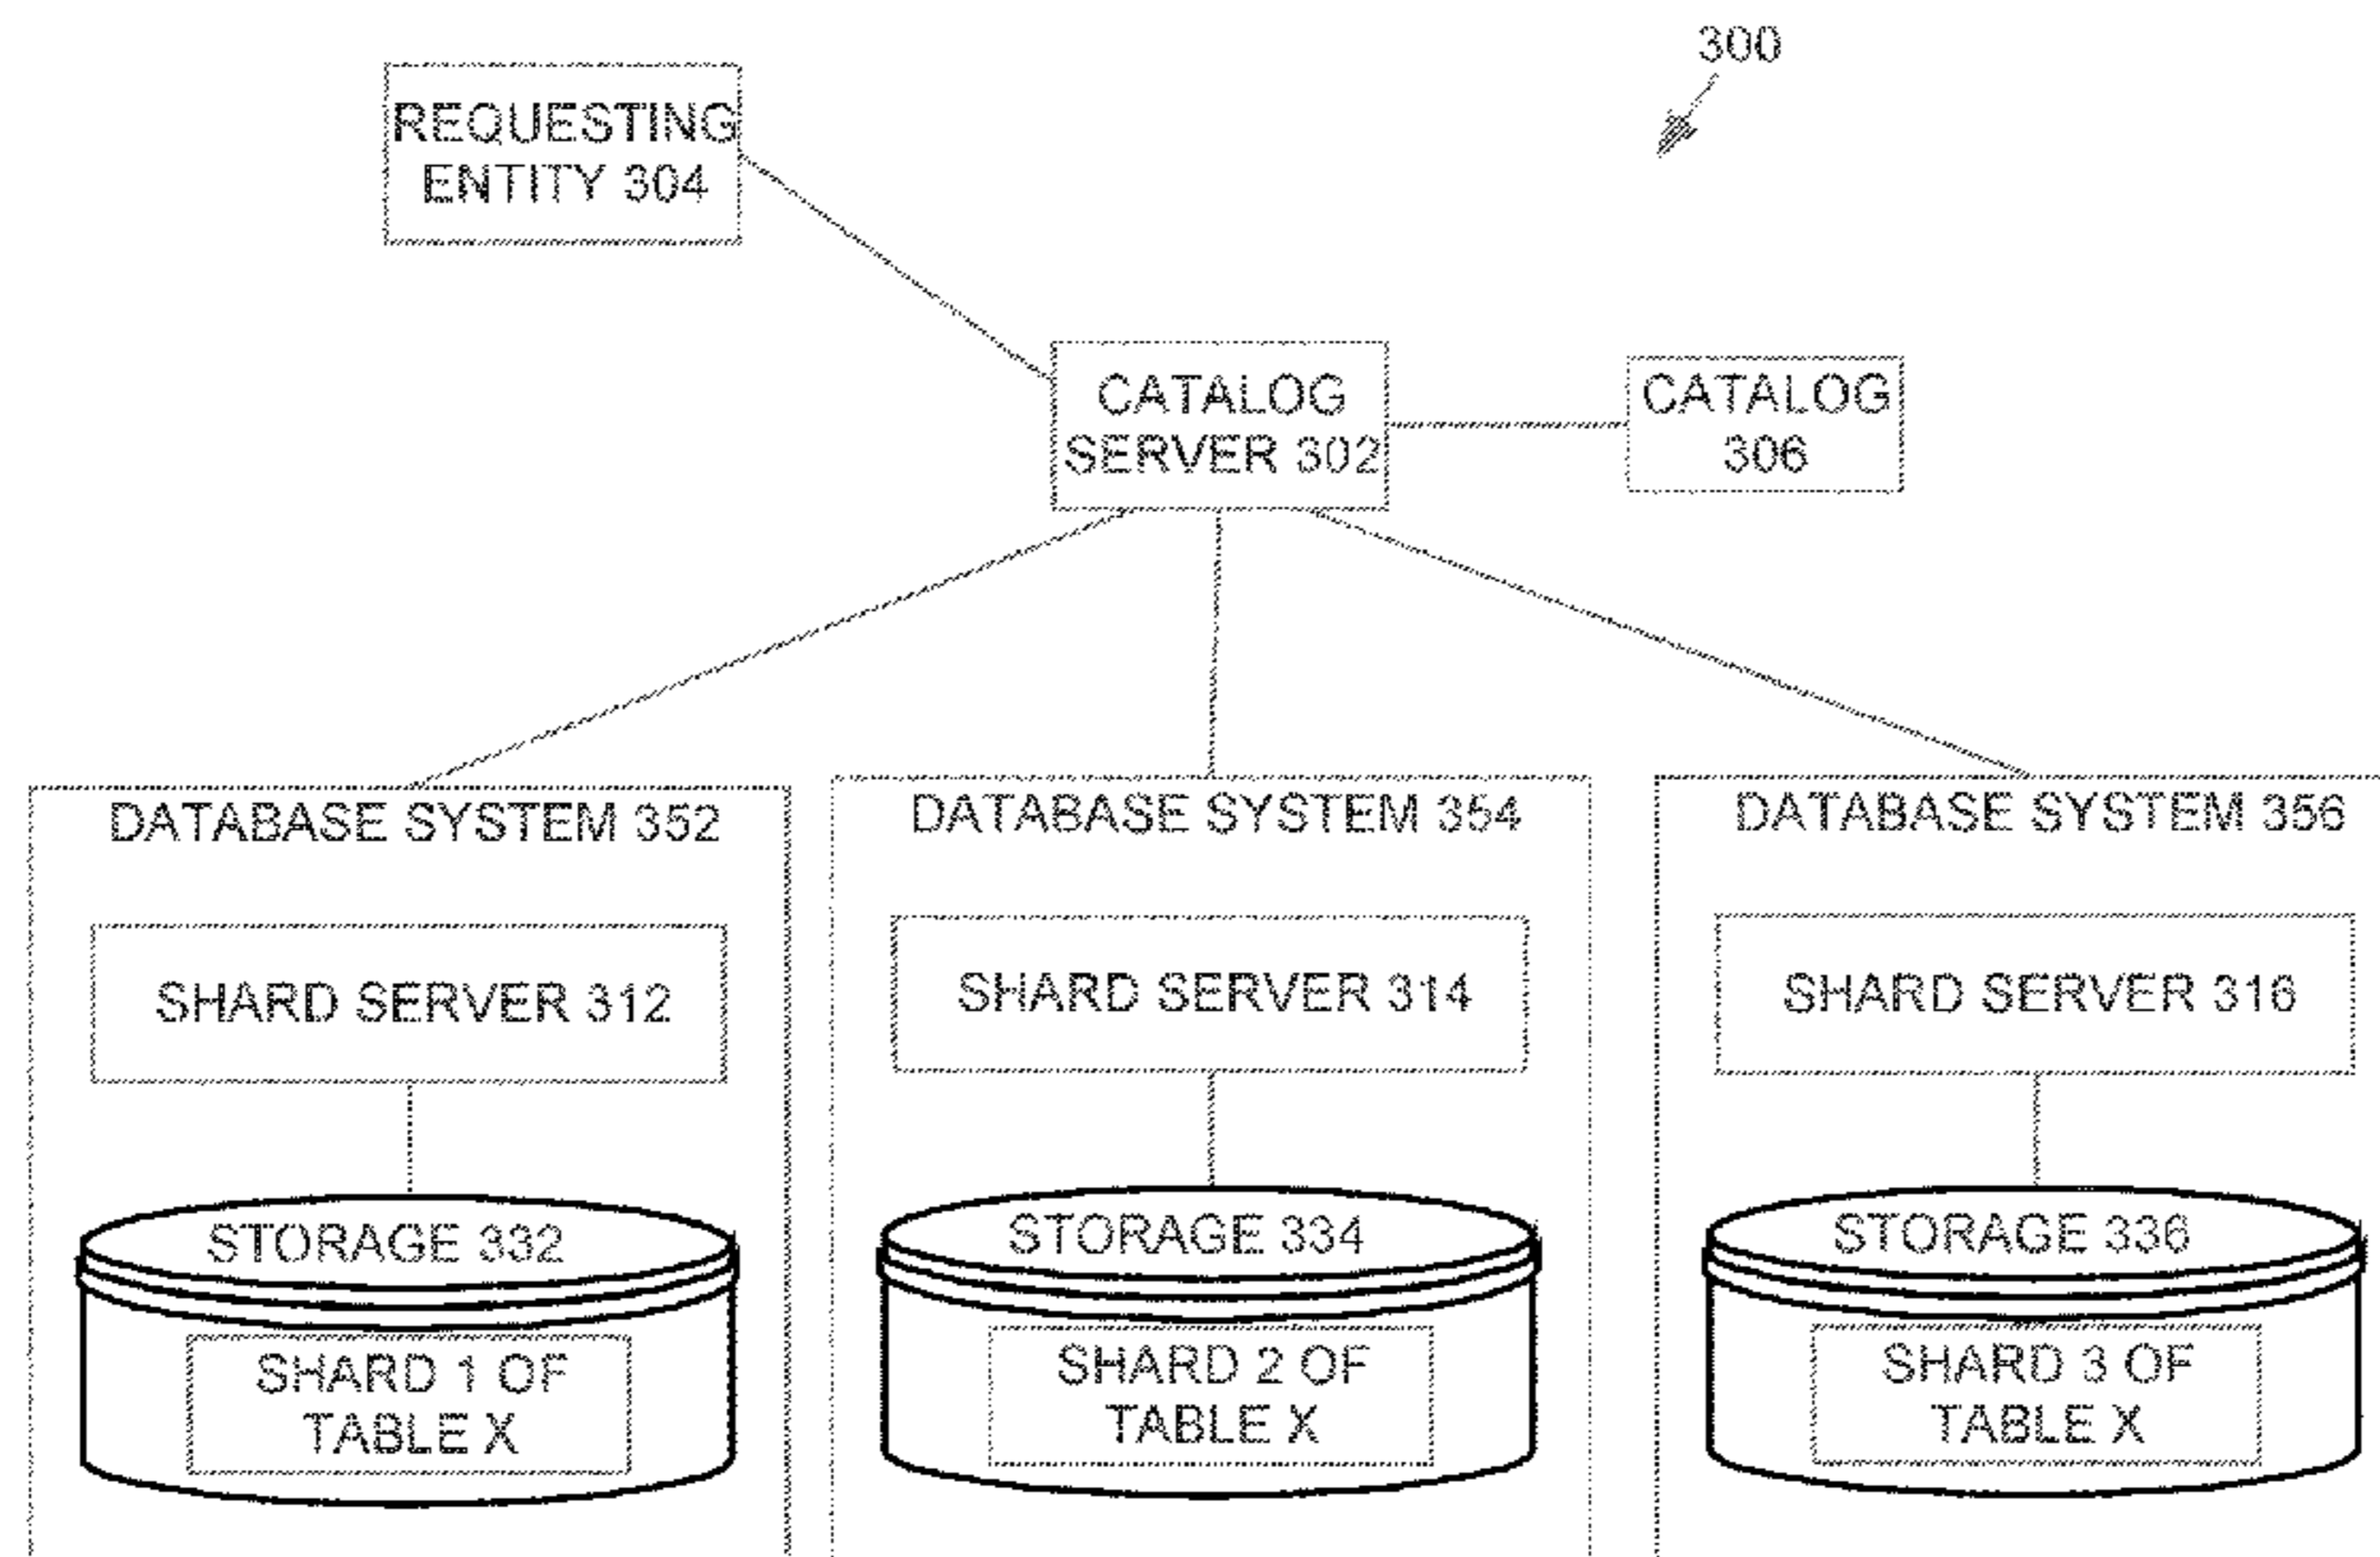 300
REQUESTING
ENTITY 304
CATALOG
SERVER 302
CATALOG
306
DATABASE SYSTEM 352
DATABASE SYSTEM 354
DATABASE SYSTEM 356
SHARD SERVER 312
SHARD SERVER 314
SHARD SERVER 316
STORAGE 332
STORAGE 334
STORAGE 336
SHARD 1 OF
TABLE X
SHARD 2 OF
TABLE X
SHARD 3 OF
TABLE X